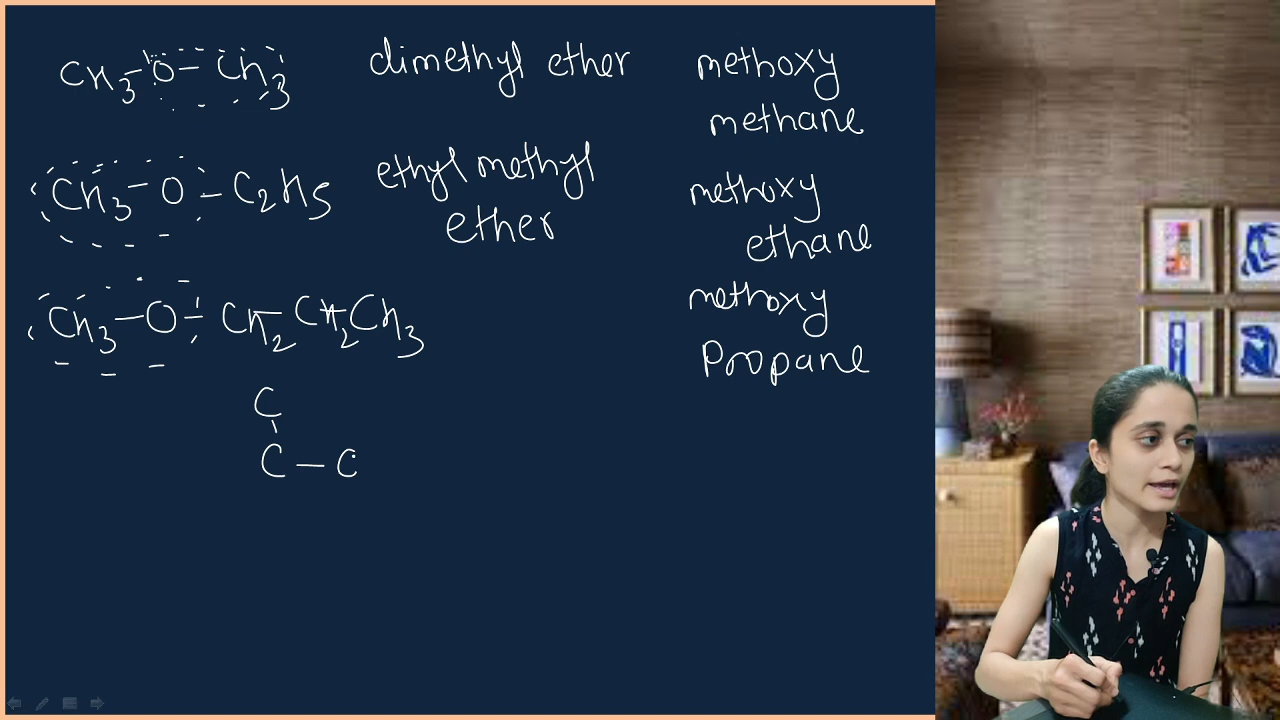 CH3-O-CH3 dimethyl ether methoxy
methane
CH3-O-C2H5 ethyl methyl methoxy
ether ethane
CH3-O-CH2CH2CH3 methoxy
Propane
C
C-C